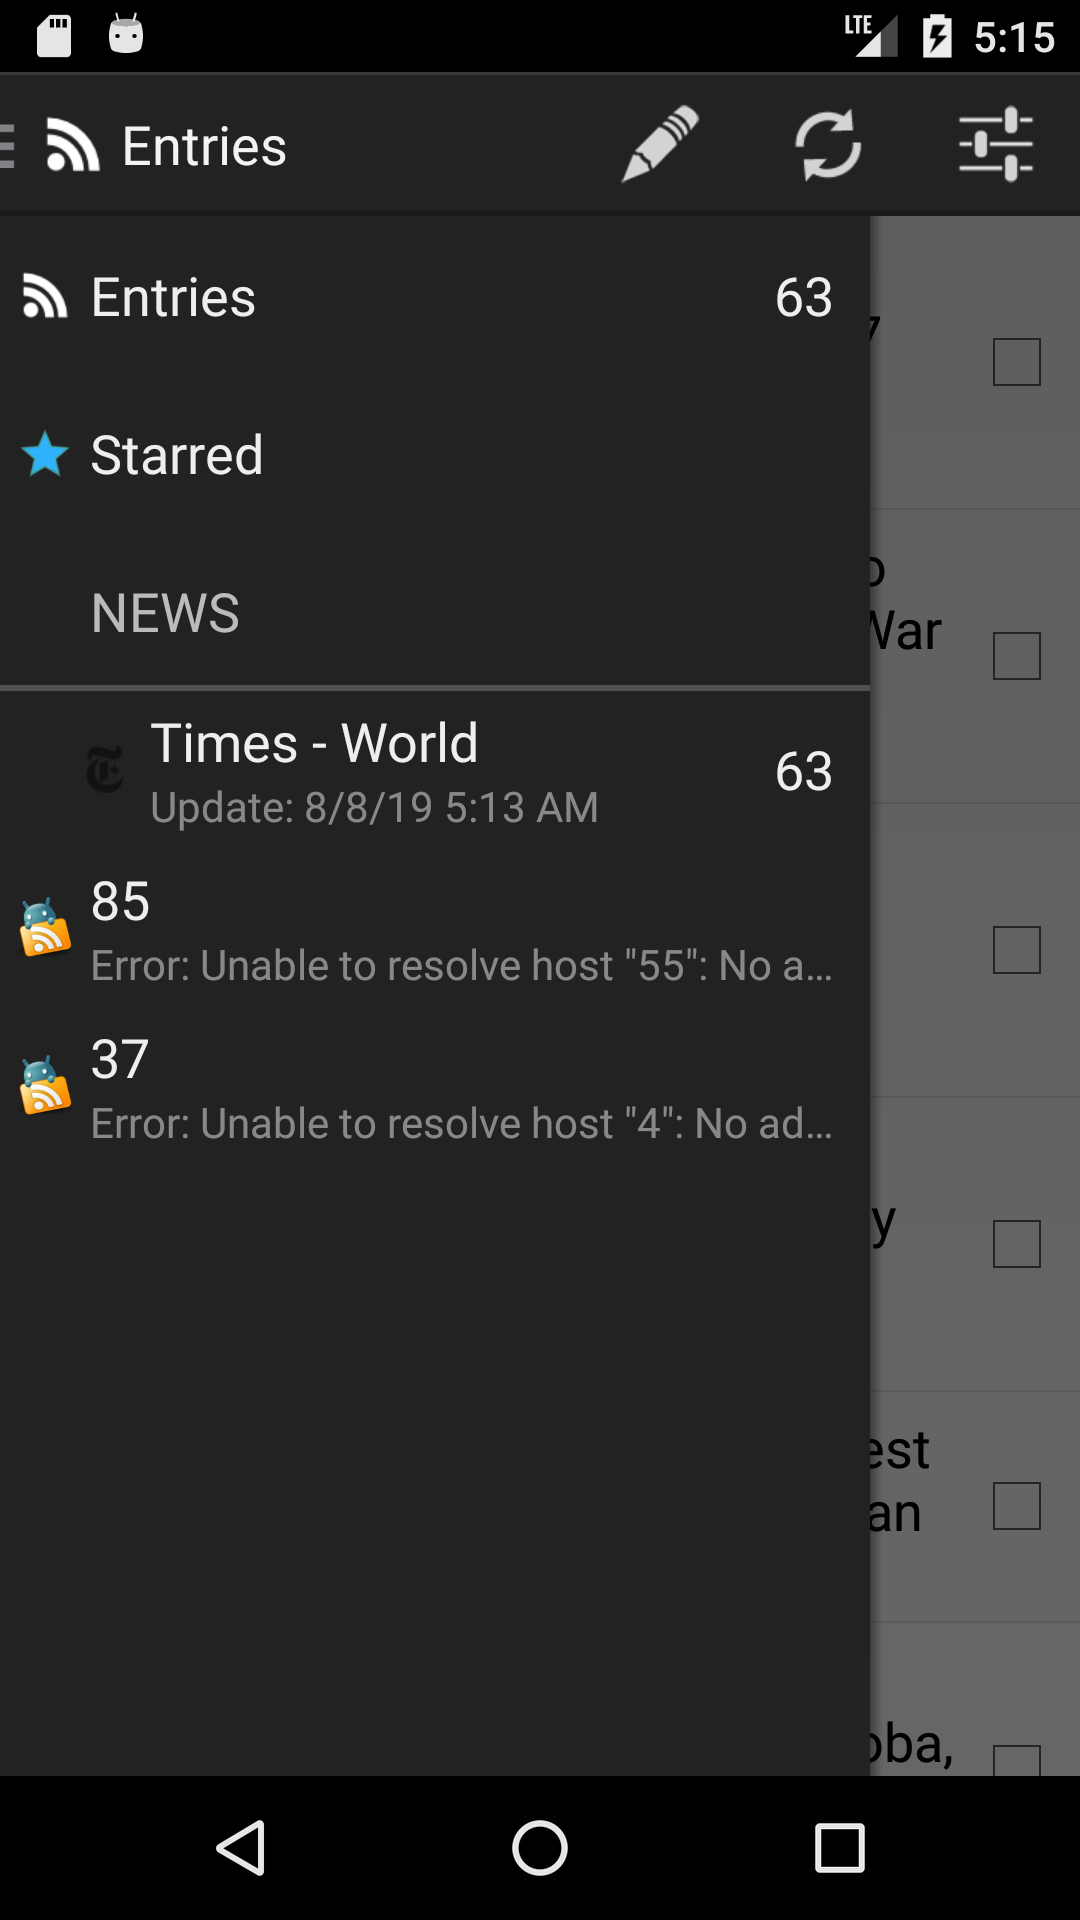 LTE 5:15
Entries
Entries 63
Starred
NEWS
Times - World 63
Update: 8/8/19 5:13 AM
85
Error: Unable to resolve host "55": No a…
37
Error: Unable to resolve host "4": No ad…
7
o
War
y
est
an
oba,